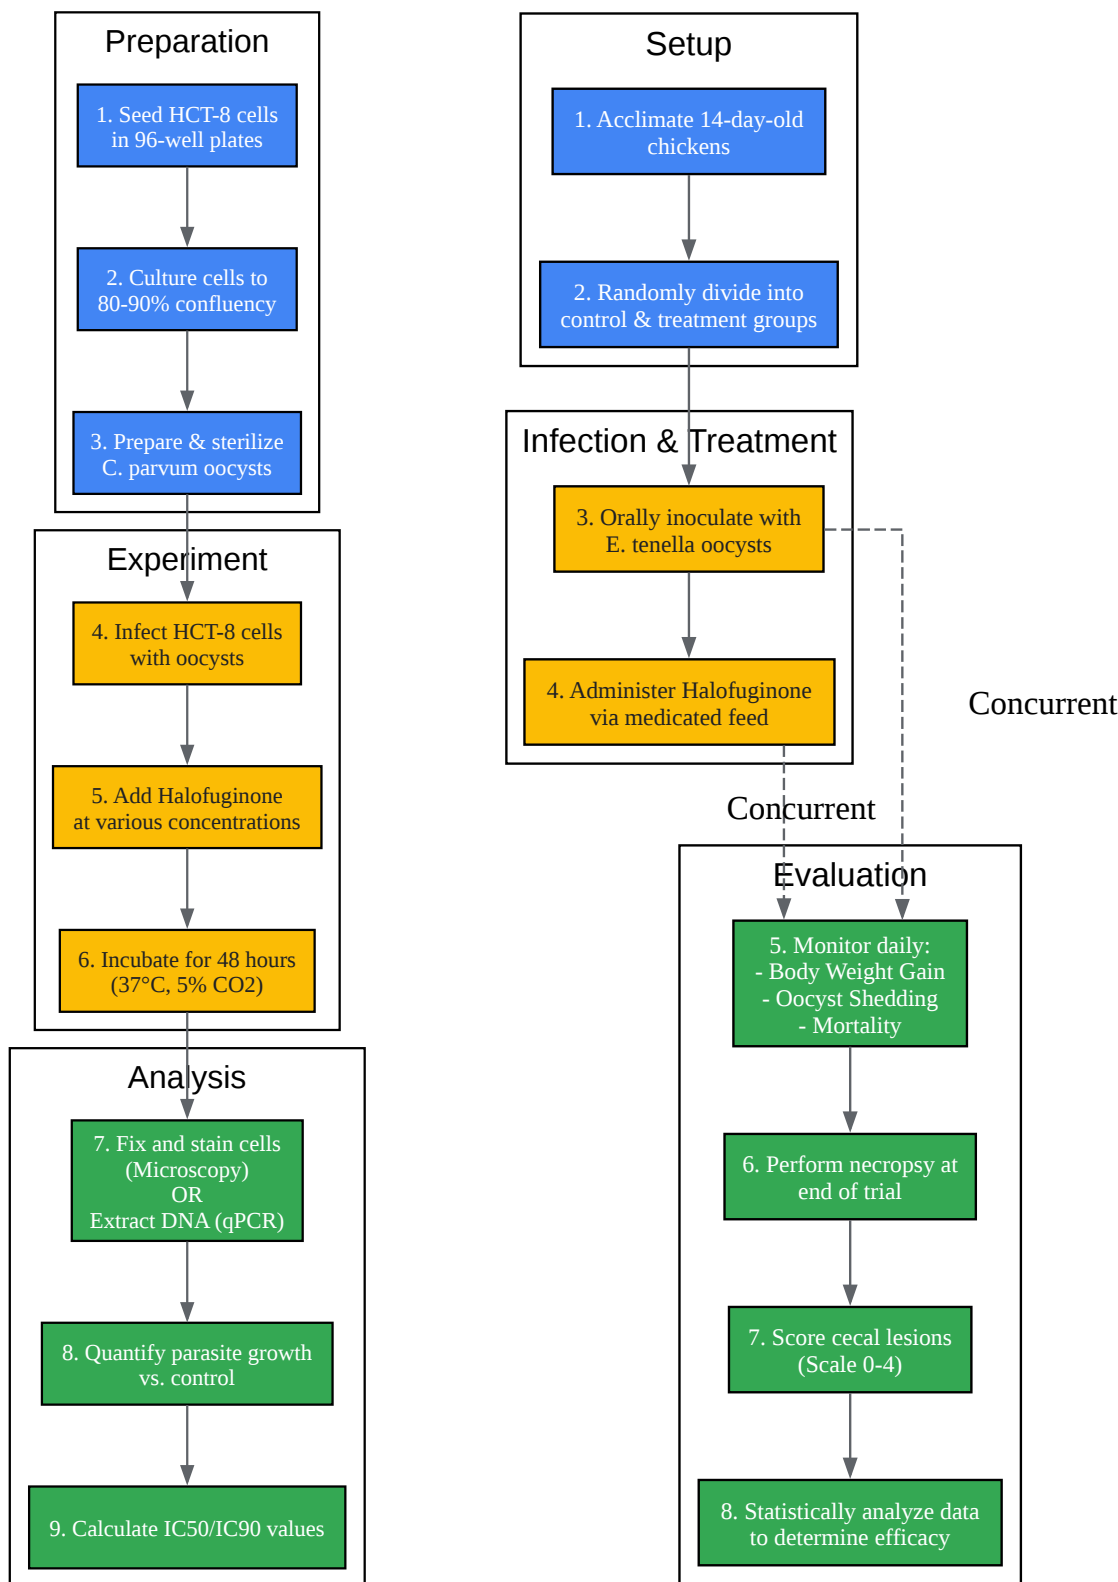 Preparation
1. Seed HCT-8 cells
in 96-well plates
2. Culture cells to
80-90% confluency
3. Prepare & sterilize
C. parvum oocysts
Experiment
4. Infect HCT-8 cells
with oocysts
5. Add Halofuginone
at various concentrations
6. Incubate for 48 hours
(37°C, 5% CO2)
Analysis
7. Fix and stain cells
(Microscopy)
OR
Extract DNA (qPCR)
8. Quantify parasite growth
vs. control
9. Calculate IC50/IC90 values
Setup
1. Acclimate 14-day-old
chickens
2. Randomly divide into
control & treatment groups
Infection & Treatment
3. Orally inoculate with
E. tenella oocysts
4. Administer Halofuginone
via medicated feed
Concurrent
Concurrent
Evaluation
5. Monitor daily:
- Body Weight Gain
- Oocyst Shedding
- Mortality
6. Perform necropsy at
end of trial
7. Score cecal lesions
(Scale 0-4)
8. Statistically analyze data
to determine efficacy